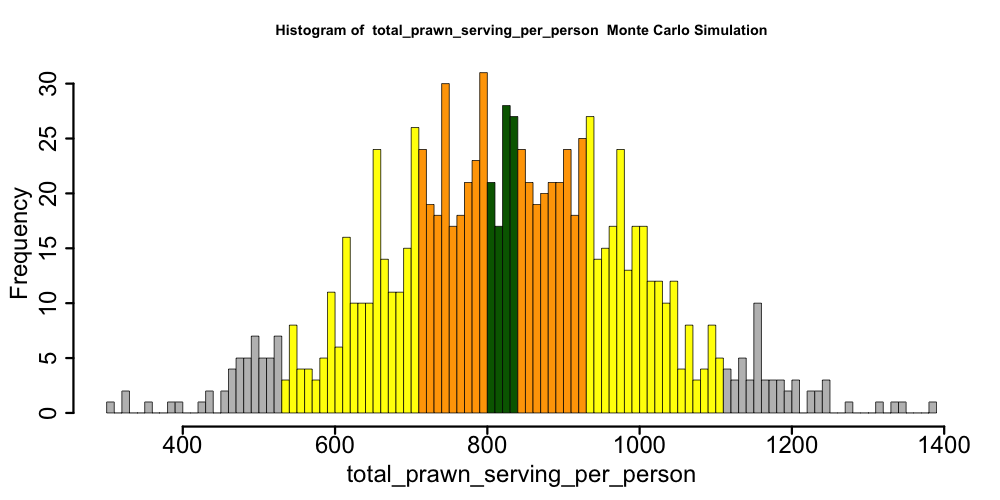 Histogram of  total_prawn_serving_per_person  Monte Carlo Simulation
Frequency
30
25
20
15
10
5
0
400 600 800 1000 1200 1400
total_prawn_serving_per_person